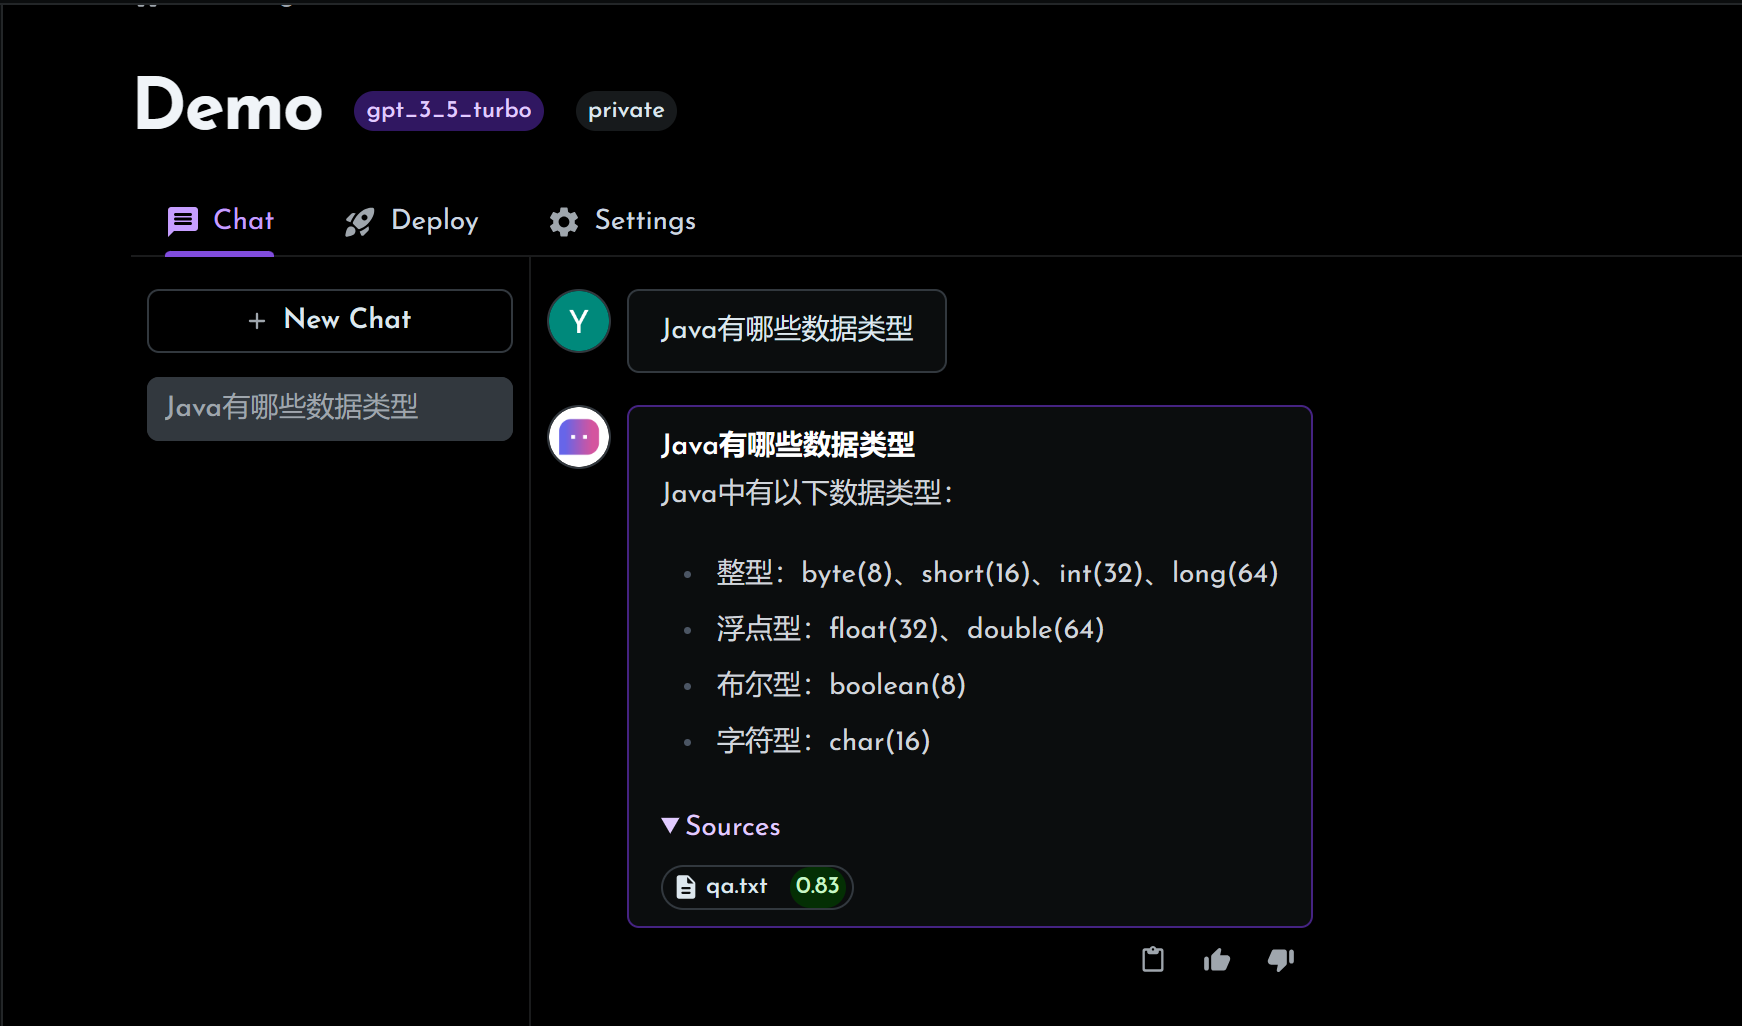 Demo gpt_3_5_turbo private
Chat Deploy Settings
+ New Chat
Java有哪些数据类型
Y
Java有哪些数据类型
Java有哪些数据类型
Java中有以下数据类型：
整型：byte(8)、short(16)、int(32)、long(64)
浮点型：float(32)、double(64)
布尔型：boolean(8)
字符型：char(16)
Sources
qa.txt 0.83